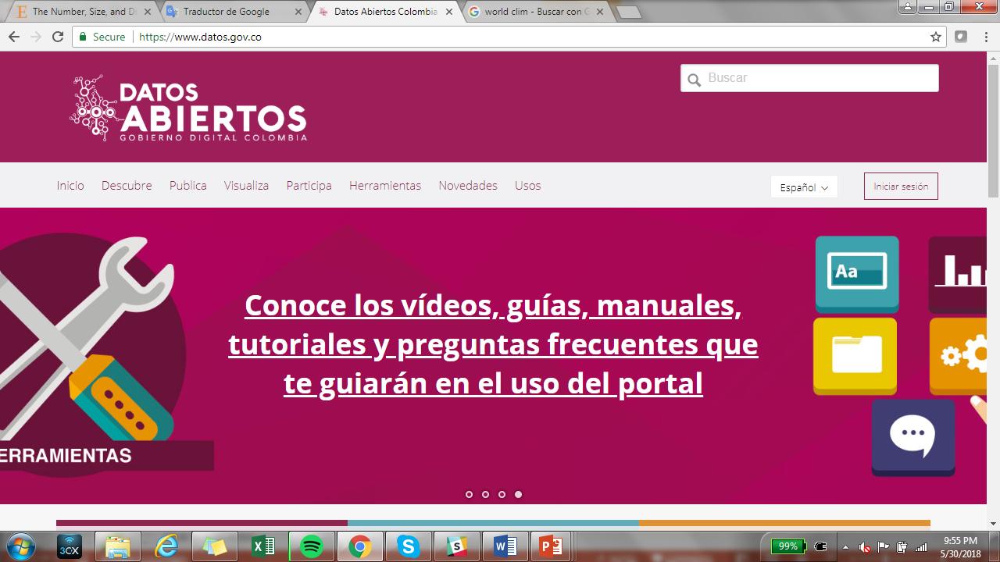 The Number, Size, and D
Traductor de Google
Datos Abiertos Colombia
world clim - Buscar con G
Secure
https://www.datos.gov.co
DATOS
ABIERTOS
GOBIERNO DIGITAL COLOMBIA
Buscar
Inicio Descubre Publica Visualiza Participa Herramientas Novedades Usos
Español
Iniciar sesión
Conoce los vídeos, guías, manuales,
tutoriales y preguntas frecuentes que
te guiarán en el uso del portal
Aa
ERRAMIENTAS
3CX
99%
9:55 PM
5/30/2018